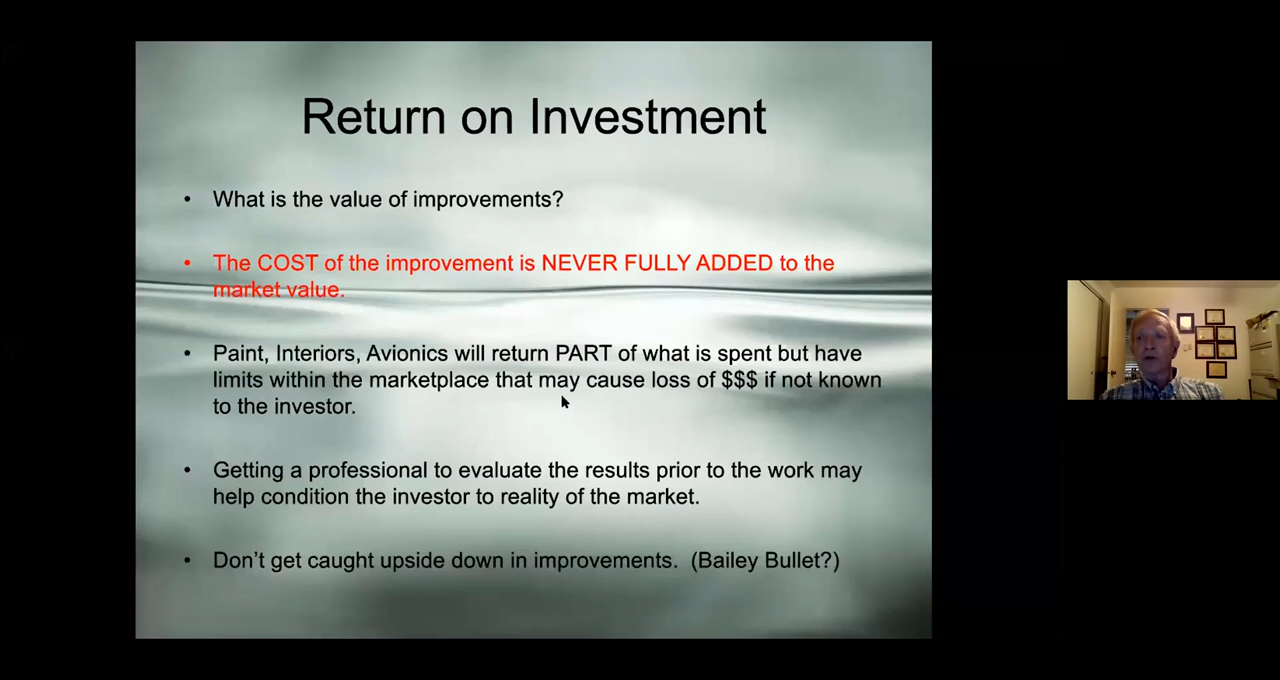 Return on Investment
• What is the value of improvements?
• The COST of the improvement is NEVER FULLY ADDED to the
market value.
• Paint, Interiors, Avionics will return PART of what is spent but have
limits within the marketplace that may cause loss of $$$ if not known
to the investor.
• Getting a professional to evaluate the results prior to the work may
help condition the investor to reality of the market.
• Don’t get caught upside down in improvements.  (Bailey Bullet?)